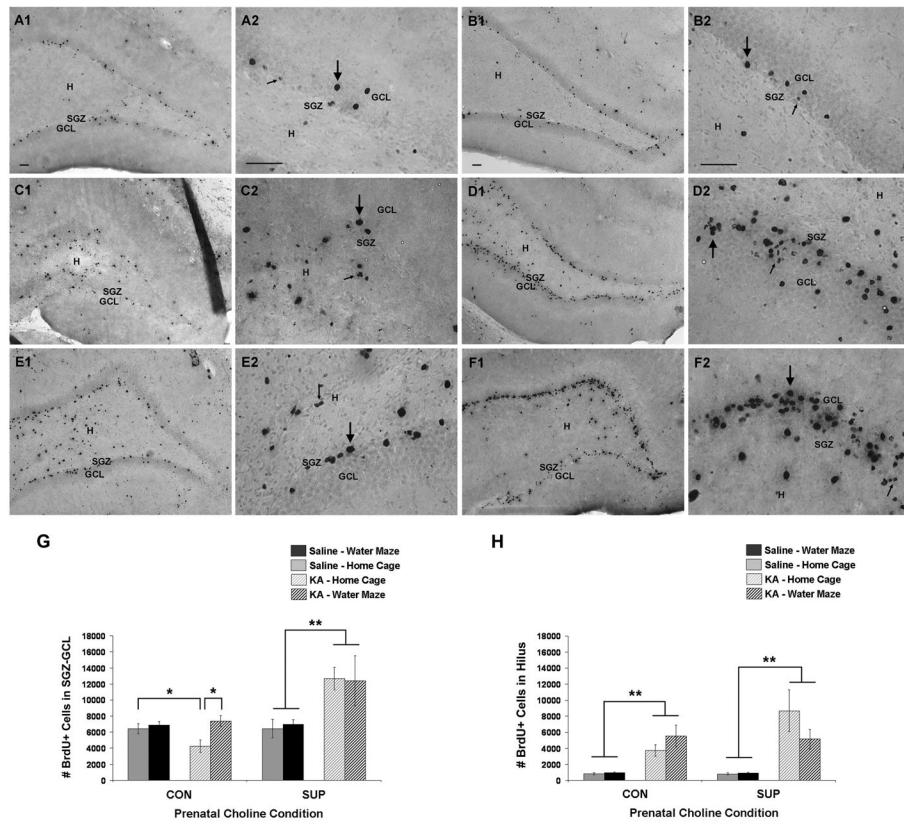 A1
H
SGZ
GCL
A2
GCL
SGZ
H
B1
H
SGZ
GCL
B2
GCL
SGZ
H
C1
H
SGZ
GCL
C2
GCL
SGZ
H
D1
H
SGZ
GCL
D2
H
SGZ
GCL
E1
H
SGZ
GCL
E2
H
SGZ
GCL
F1
H
SGZ
GCL
F2
GCL
SGZ
H
G
Saline - Water Maze
Saline - Home Cage
KA - Home Cage
KA - Water Maze
# BrdU+ Cells in SGZ-GCL
18000
16000
14000
12000
10000
8000
6000
4000
2000
0
*
*
**
CON
SUP
Prenatal Choline Condition
H
Saline - Water Maze
Saline - Home Cage
KA - Home Cage
KA - Water Maze
# BrdU+ Cells in Hilus
18000
16000
14000
12000
10000
8000
6000
4000
2000
0
**
**
CON
SUP
Prenatal Choline Condition